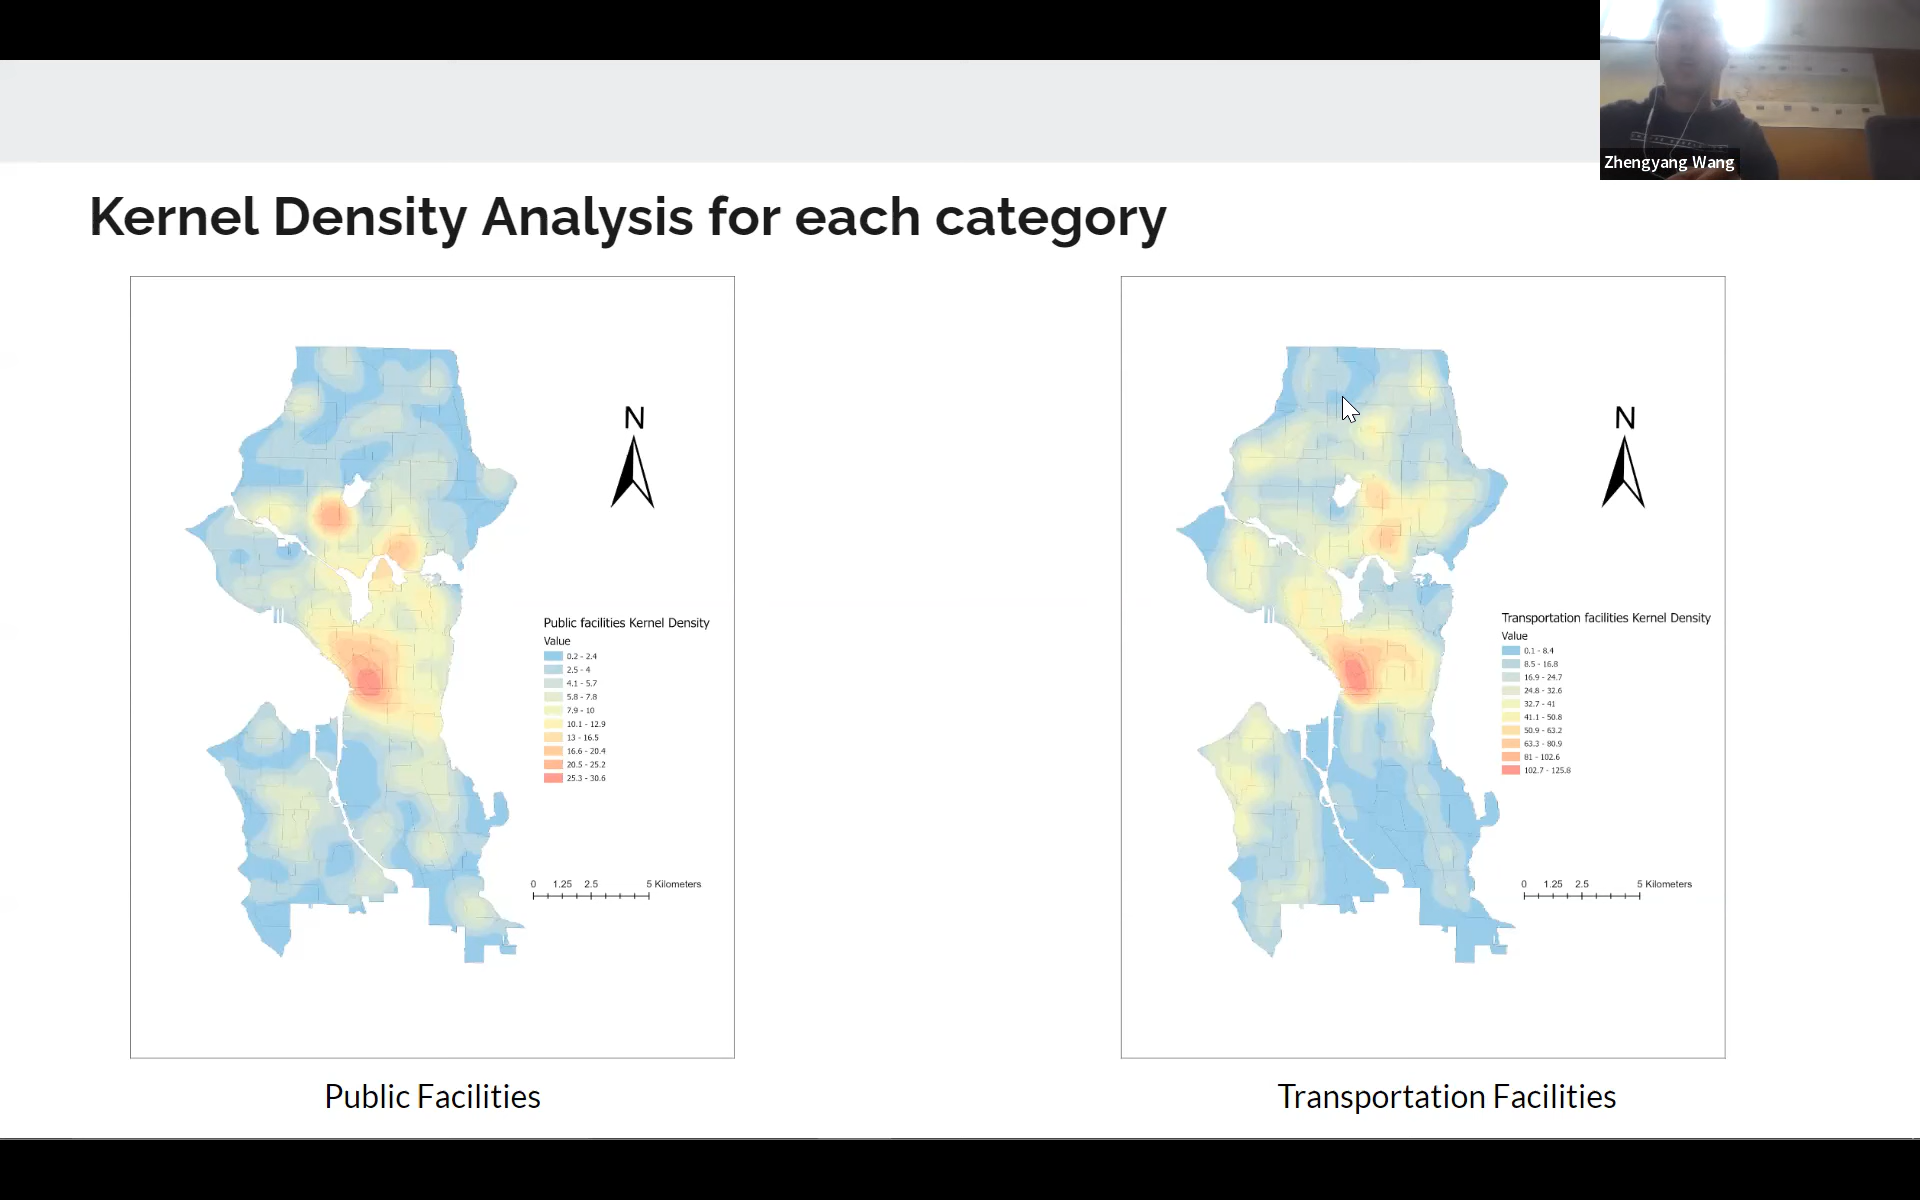 Zhengyang Wang
Kernel Density Analysis for each category
N
Public facilities Kernel Density
Value
0.2 - 2.4
2.5 - 4
4.1 - 5.7
5.8 - 7.8
7.9 - 10
10.1 - 12.9
13 - 16.5
16.6 - 20.4
20.5 - 25.2
25.3 - 30.6
0 1.25 2.5 5 Kilometers
Public Facilities
N
Transportation facilities Kernel Density
Value
0.1 - 8.4
8.5 - 16.8
16.9 - 24.7
24.8 - 32.6
32.7 - 41
41.1 - 50.8
50.9 - 63.2
63.3 - 80.9
81 - 102.6
102.7 - 125.8
0 1.25 2.5 5 Kilometers
Transportation Facilities